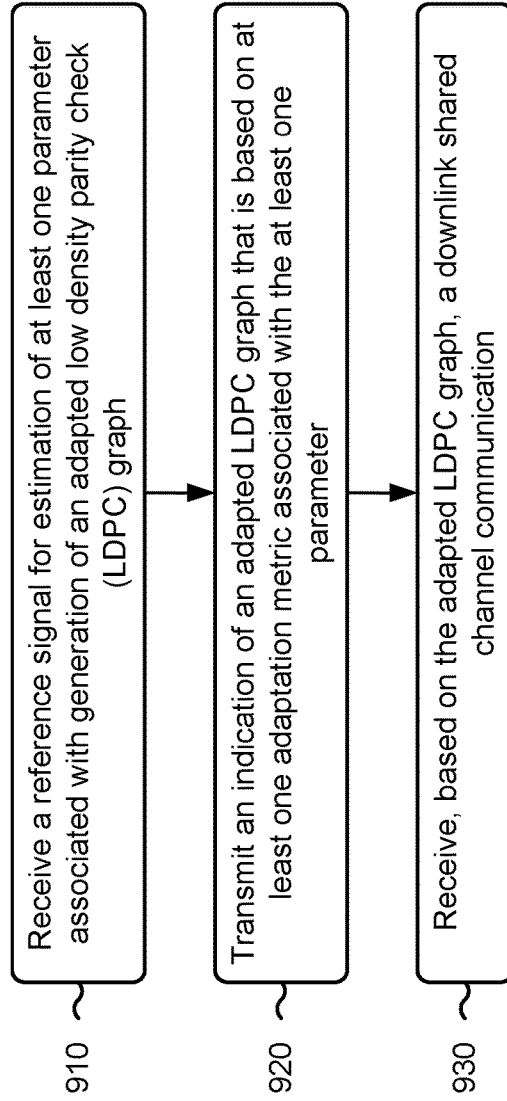 910
Receive a reference signal for estimation of at least one parameter
associated with generation of an adapted low density parity check
(LDPC) graph
920
Transmit an indication of an adapted LDPC graph that is based on at
least one adaptation metric associated with the at least one
parameter
930
Receive, based on the adapted LDPC graph, a downlink shared
channel communication